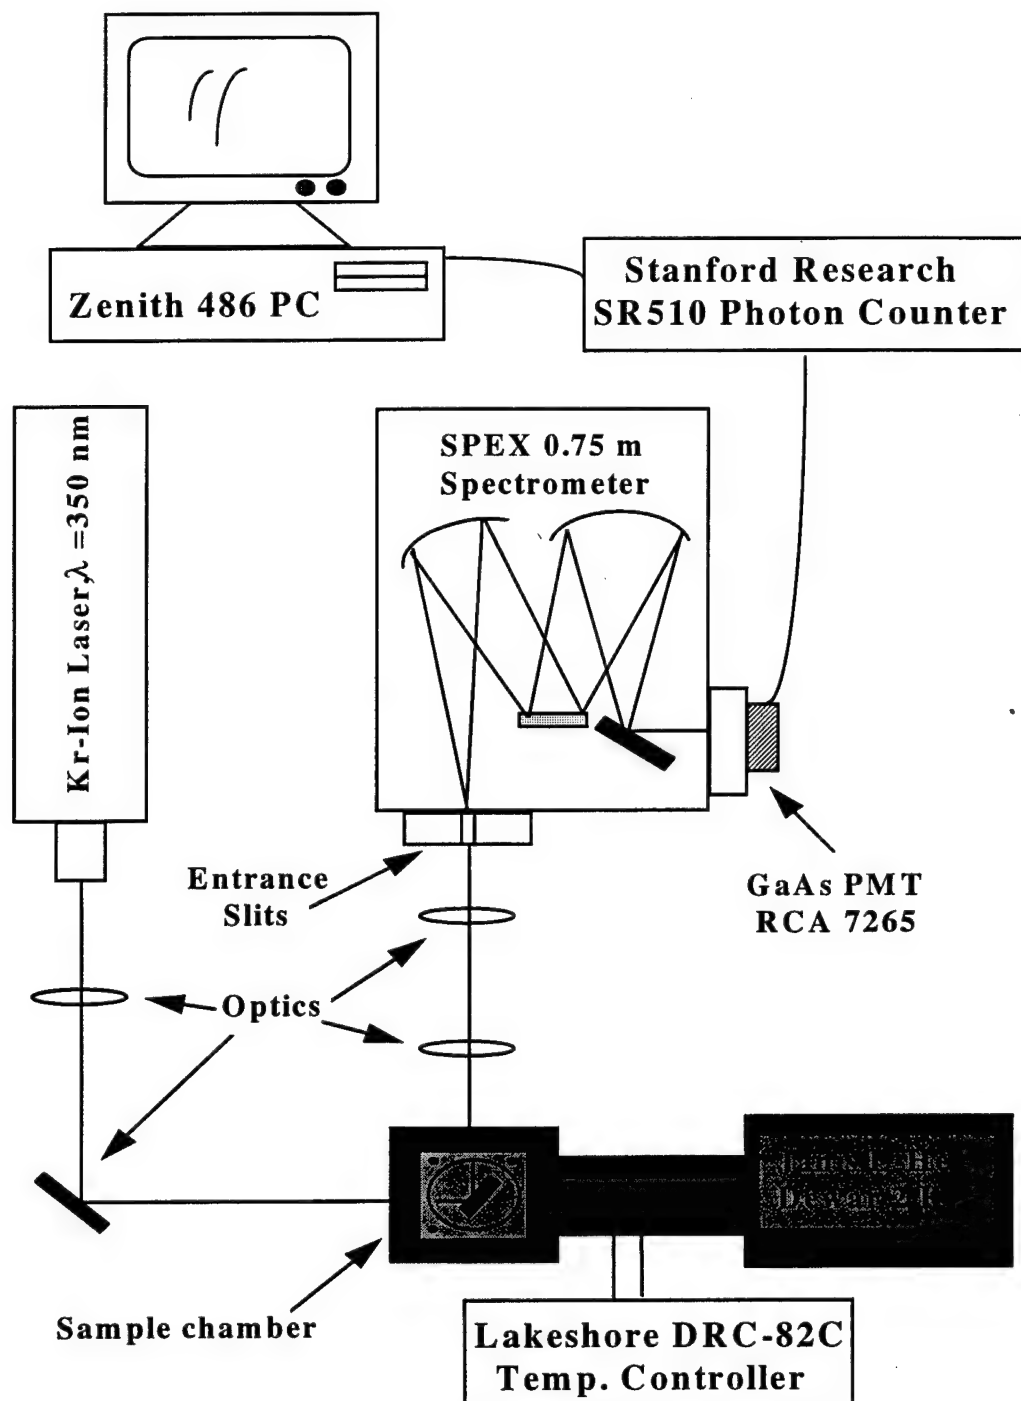 Zenith 486 PC
Stanford Research
SR510 Photon Counter
Kr-Ion Laser,λ =350 nm
SPEX 0.75 m
Spectrometer
Entrance
Slits
GaAs PMT
RCA 7265
Optics
Sample chamber
Lakeshore DRC-82C
Temp. Controller